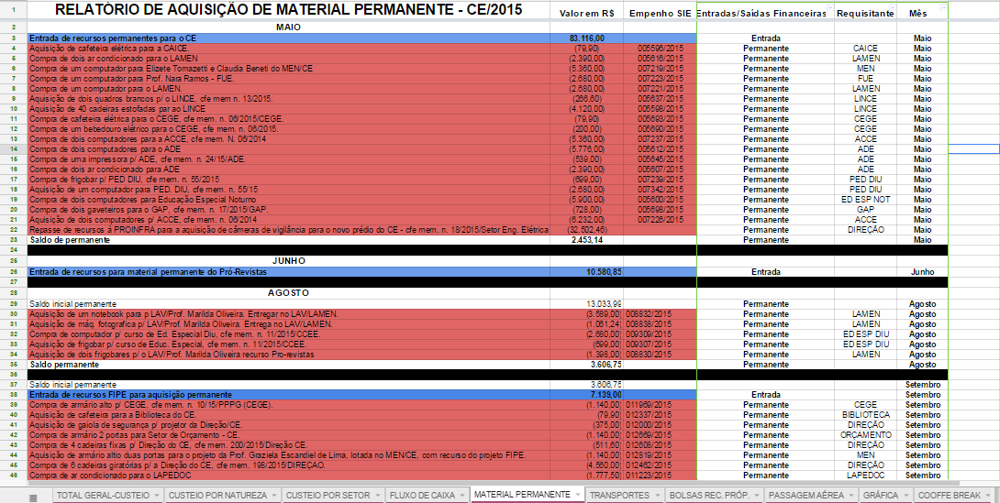 1 RELATÓRIO DE AQUISIÇÃO DE MATERIAL PERMANENTE - CE/2015 Valor em R$ Empenho SIE Entradas/Saídas Financeiras Requisitante Mês
2 MAIO
3 Entrada de recursos permanentes para o CE 83.116,00 Entrada Maio
4 Aquisição de cafeteira elétrica para a CAICE. (79,90) 005596/2015 Permanente CAICE Maio
5 Compra de dois ar condicionado para o LAMEN (2.390,00) 005616/2015 Permanente LAMEN Maio
6 Compra de um computador para Elizete Tomazetti e Claudia Beneti do MEN/CE (5.360,00) 007219/2015 Permanente MEN Maio
7 Compra de um computador para Prof. Nara Ramos - FUE. (2.680,00) 007223/2015 Permanente FUE Maio
8 Compra de um computador para o LAMEN. (2.680,00) 007221/2015 Permanente LAMEN Maio
9 Aquisição de dois quadros brancos p/ o LINCE, cfe mem n. 13/2015. (266,60) 005637/2015 Permanente LINCE Maio
10 Aquisição de 40 cadeiras estofadas par ao LINCE (4.120,00) 005598/2015 Permanente LINCE Maio
11 Compra de cafeteira elétrica para o CEGE, cfe mem. n. 06/2015/CEGE. (79,90) 005693/2015 Permanente CEGE Maio
12 Compra de um bebedouro elétrico para o CEGE, cfe mem. n. 06/2015. (200,00) 005690/2015 Permanente CEGE Maio
13 Compra de dois computadores para a ACCE, cfe mem. N. 06/2014 (5.360,00) 007237/2015 Permanente ACCE Maio
14 Compra de dois computadores para o ADE (5.776,00) 005612/2015 Permanente ADE Maio
15 Compra de uma impressora p/ ADE, cfe mem. n. 24/15/ADE. (539,00) 005645/2015 Permanente ADE Maio
16 Compra de dois ar condicionado para ADE (2.390,00) 005607/2015 Permanente ADE Maio
17 Compra de frigobar p/ PED DIU, cfe mem. n. 55/2015 (699,00) 007239/2015 Permanente PED DIU Maio
18 Aquisição de um computador para PED. DIU, cfe mem. n. 55/15 (2.680,00) 007342/2015 Permanente PED DIU Maio
19 Compra de dois computadores para Educação Especial Noturno (5.900,00) 005600/2015 Permanente ED ESP NOT Maio
20 Compra de dois gaveteiros para o GAP, cfe mem. n. 17/2015/GAP. (728,00) 005698/2015 Permanente GAP Maio
21 Aquisição de dois computadores p/ ACCE, cfe mem. n. 06/2014 (6.232,00) 007226/2015 Permanente ACCE Maio
22 Repasse de recursos á PROINFRA para a aquisição de câmeras de vigilância para o novo prédio do CE - cfe mem. n. 18/2015/Setor Eng. Elétrica (32.502,46) Permanente DIREÇÃO Maio
23 Saldo de permanente 2.453,14 Permanente Maio
24
25 JUNHO
26 Entrada de recursos para material permanente do Pró-Revistas 10.580,85 Entrada Junho
27
28 AGOSTO
29 Saldo inicial permanente 13.033,99 Permanente Agosto
30 Aquisição de um notebook para p LAV/Prof. Marilda Oliveira. Entregar no LAV/LAMEN. (3.589,00) 008832/2015 Permanente LAMEN Agosto
31 Aquisição de máq. fotografica p/ LAV/Prof. Marilda Oliveira. Entrega no LAV/LAMEN. (1.061,24) 008838/2015 Permanente LAMEN Agosto
32 Compra de computador p/ curso de Ed. Especial Diu, cfe mem. n. 11/2015/CCEE. (2.680,00) 009309/2015 Permanente ED ESP DIU Agosto
33 Aquisição de frigobar p/ curso de Educ. Especial, cfe mem. n. 11/2015/CCEE. (699,00) 009307/2015 Permanente ED ESP DIU Agosto
34 Aquisição de dois frigobares p/ o LAV/Prof. Marilda Oliveira recurso Pro-revistas (1.398,00) 008830/2015 Permanente LAMEN Agosto
35 Saldo permanente 3.606,75 Permanente Agosto
36
37 Saldo inicial permanente 3.606,75 Permanente Setembro
38 Entrada de recursos FIPE para aquisição permanente 7.139,00 Entrada Setembro
39 Compra de armário alto p/ CEGE, cfe mem. n. 10/15/PPPG (CEGE). (1.140,00) 011969/2015 Permanente CEGE Setembro
40 Aquisição de cafeteira para a Biblioteca do CE. (79,90) 012337/2015 Permanente BIBLIOTECA Setembro
41 Aquisição de gaiola de segurança p/ projetor da Direção/CE. (375,00) 012000/2015 Permanente DIREÇÃO Setembro
42 Compra de armário 2 portas para Setor de Orçamento - CE. (1.140,00) 012669/2015 Permanente ORÇAMENTO Setembro
43 Compra de 4 cadeiras fixas p/ Direção do CE, cfe mem. 200/2015/Direção CE. (511,60) 012608/2015 Permanente DIREÇÃO Setembro
44 Aquisição de armário altio duas portas para o projeto da Prof. Graziela Escandiel de Lima, lotada no MEN/CE, com recurso do projeto FIPE. (1.140,00) 012819/2015 Permanente MEN Setembro
45 Compra de 6 cadeiras giratórias p/ a Direção do CE, cfe mem. 198/2015/DIREÇAO. (4.560,00) 012462/2015 Permanente DIREÇÃO Setembro
46 Compra de ar condicionado para o LAPEDOC (1.777,50) 011223/2015 Permanente LAPEDOC Setembro
TOTAL GERAL-CUSTEIO CUSTEIO POR NATUREZA CUSTEIO POR SETOR FLUXO DE CAIXA MATERIAL PERMANENTE TRANSPORTES BOLSAS REC. PRÓP. PASSAGEM AÉREA GRÁFICA COOFFE BREAK